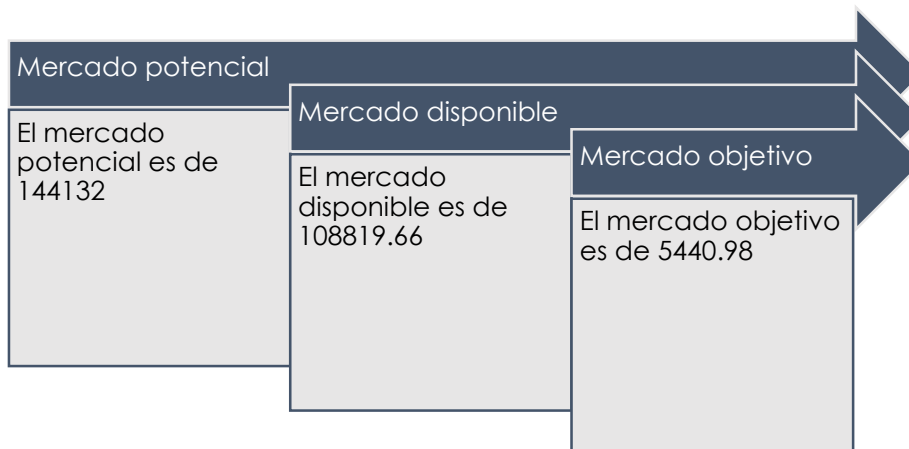 Mercado potencial
El mercado
potencial es de
144132
Mercado disponible
El mercado
disponible es de
108819.66
Mercado objetivo
El mercado objetivo
es de 5440.98